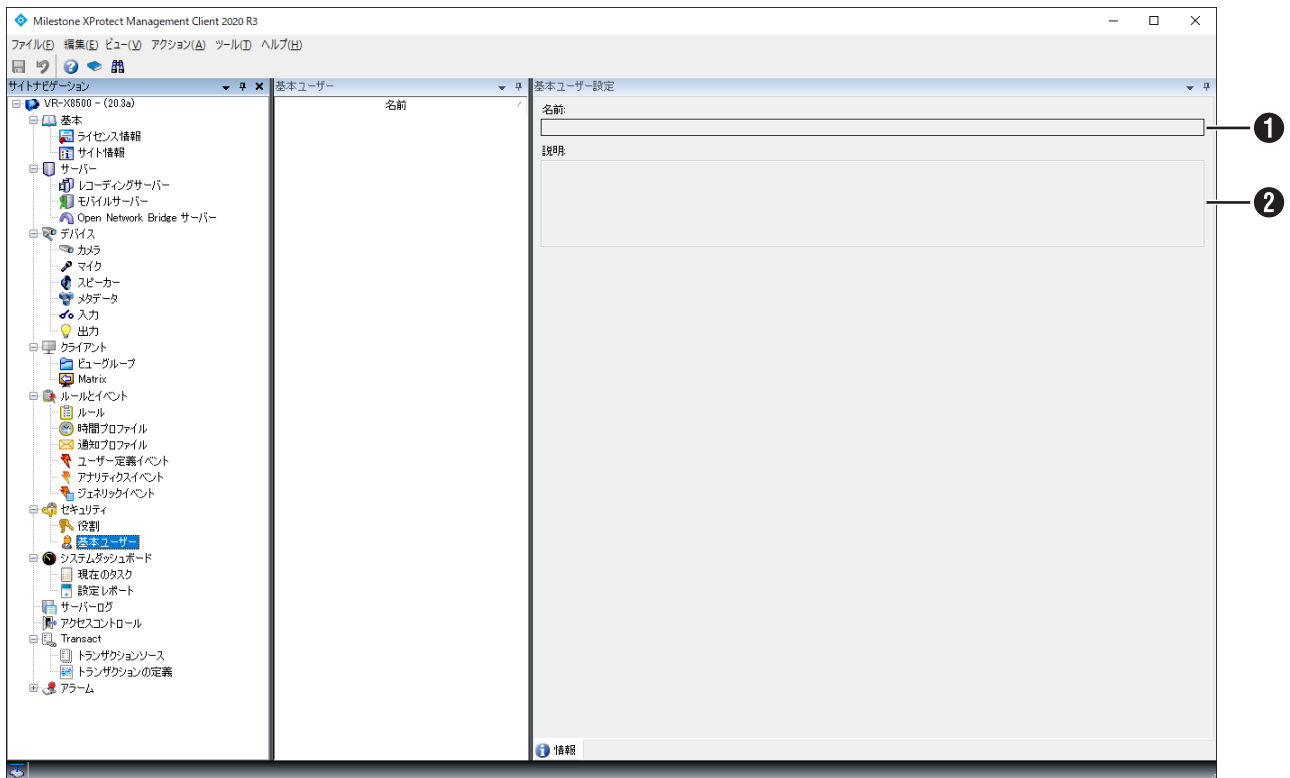 Milestone XProtect Management Client 2020 R3
ファイル(F) 編集(E) ビュー(V) アクション(A) ツール(T) ヘルプ(H)
サイトナビゲーション
VR-X8500 - (20.3a)
基本
ライセンス情報
サイト情報
サーバー
レコーディングサーバー
モバイルサーバー
Open Network Bridge サーバー
デバイス
カメラ
マイク
スピーカー
メタデータ
入力
出力
クライアント
ビューグループ
Matrix
ルールとイベント
ルール
時間プロファイル
通知プロファイル
ユーザー定義イベント
アナリティクスイベント
ジェネリックイベント
セキュリティ
役割
基本ユーザー
システムダッシュボード
現在のタスク
設定レポート
サーバーログ
アクセスコントロール
Transact
トランザクションソース
トランザクションの定義
アラーム
基本ユーザー
名前
基本ユーザー設定
名前:
❶
説明:
❷
情報